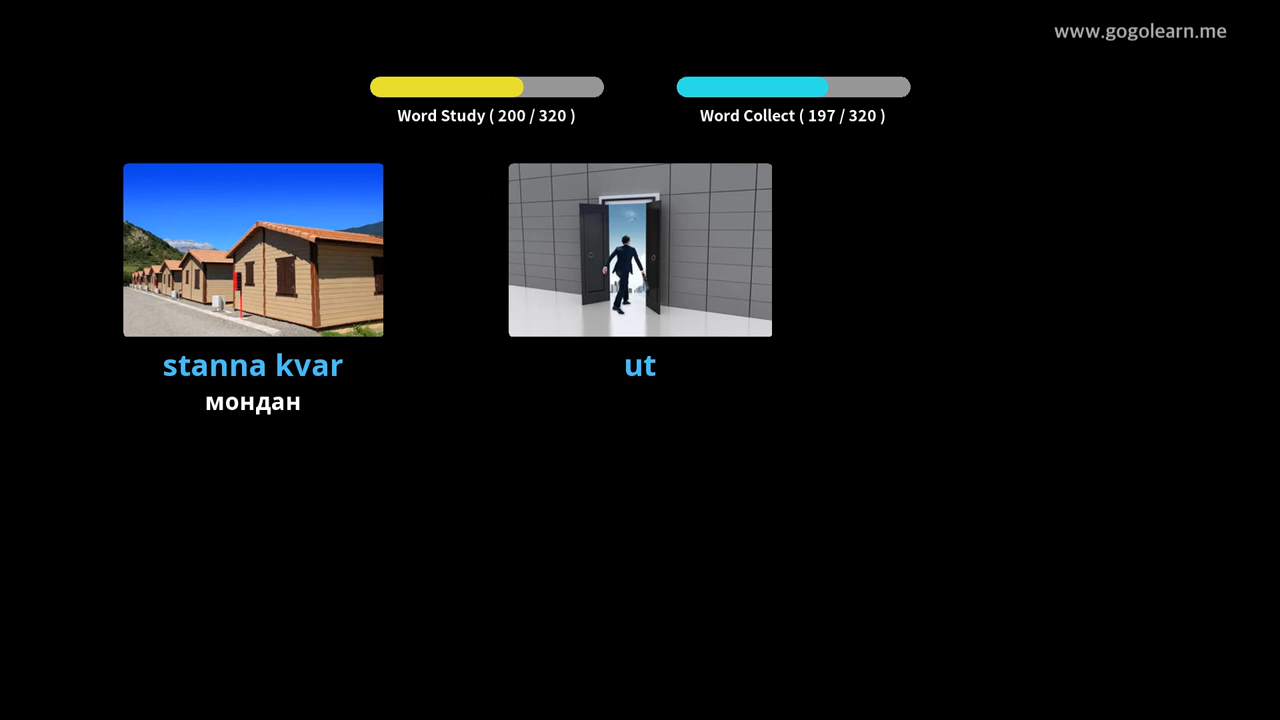 www.gogolearn.me
Word Study ( 200 / 320 )
Word Collect ( 197 / 320 )
stanna kvar
мондан
ut